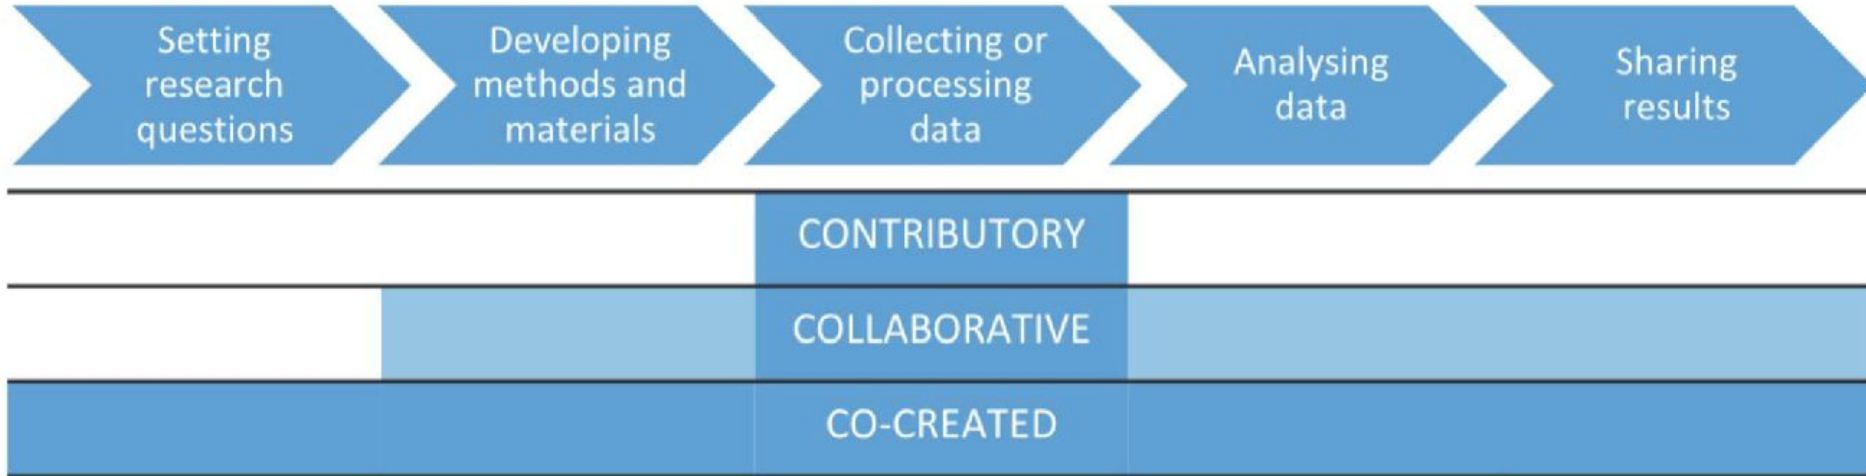 Setting
research
questions
Developing
methods and
materials
Collecting or
processing
data
Analysing
data
Sharing
results
CONTRIBUTORY
COLLABORATIVE
CO-CREATED